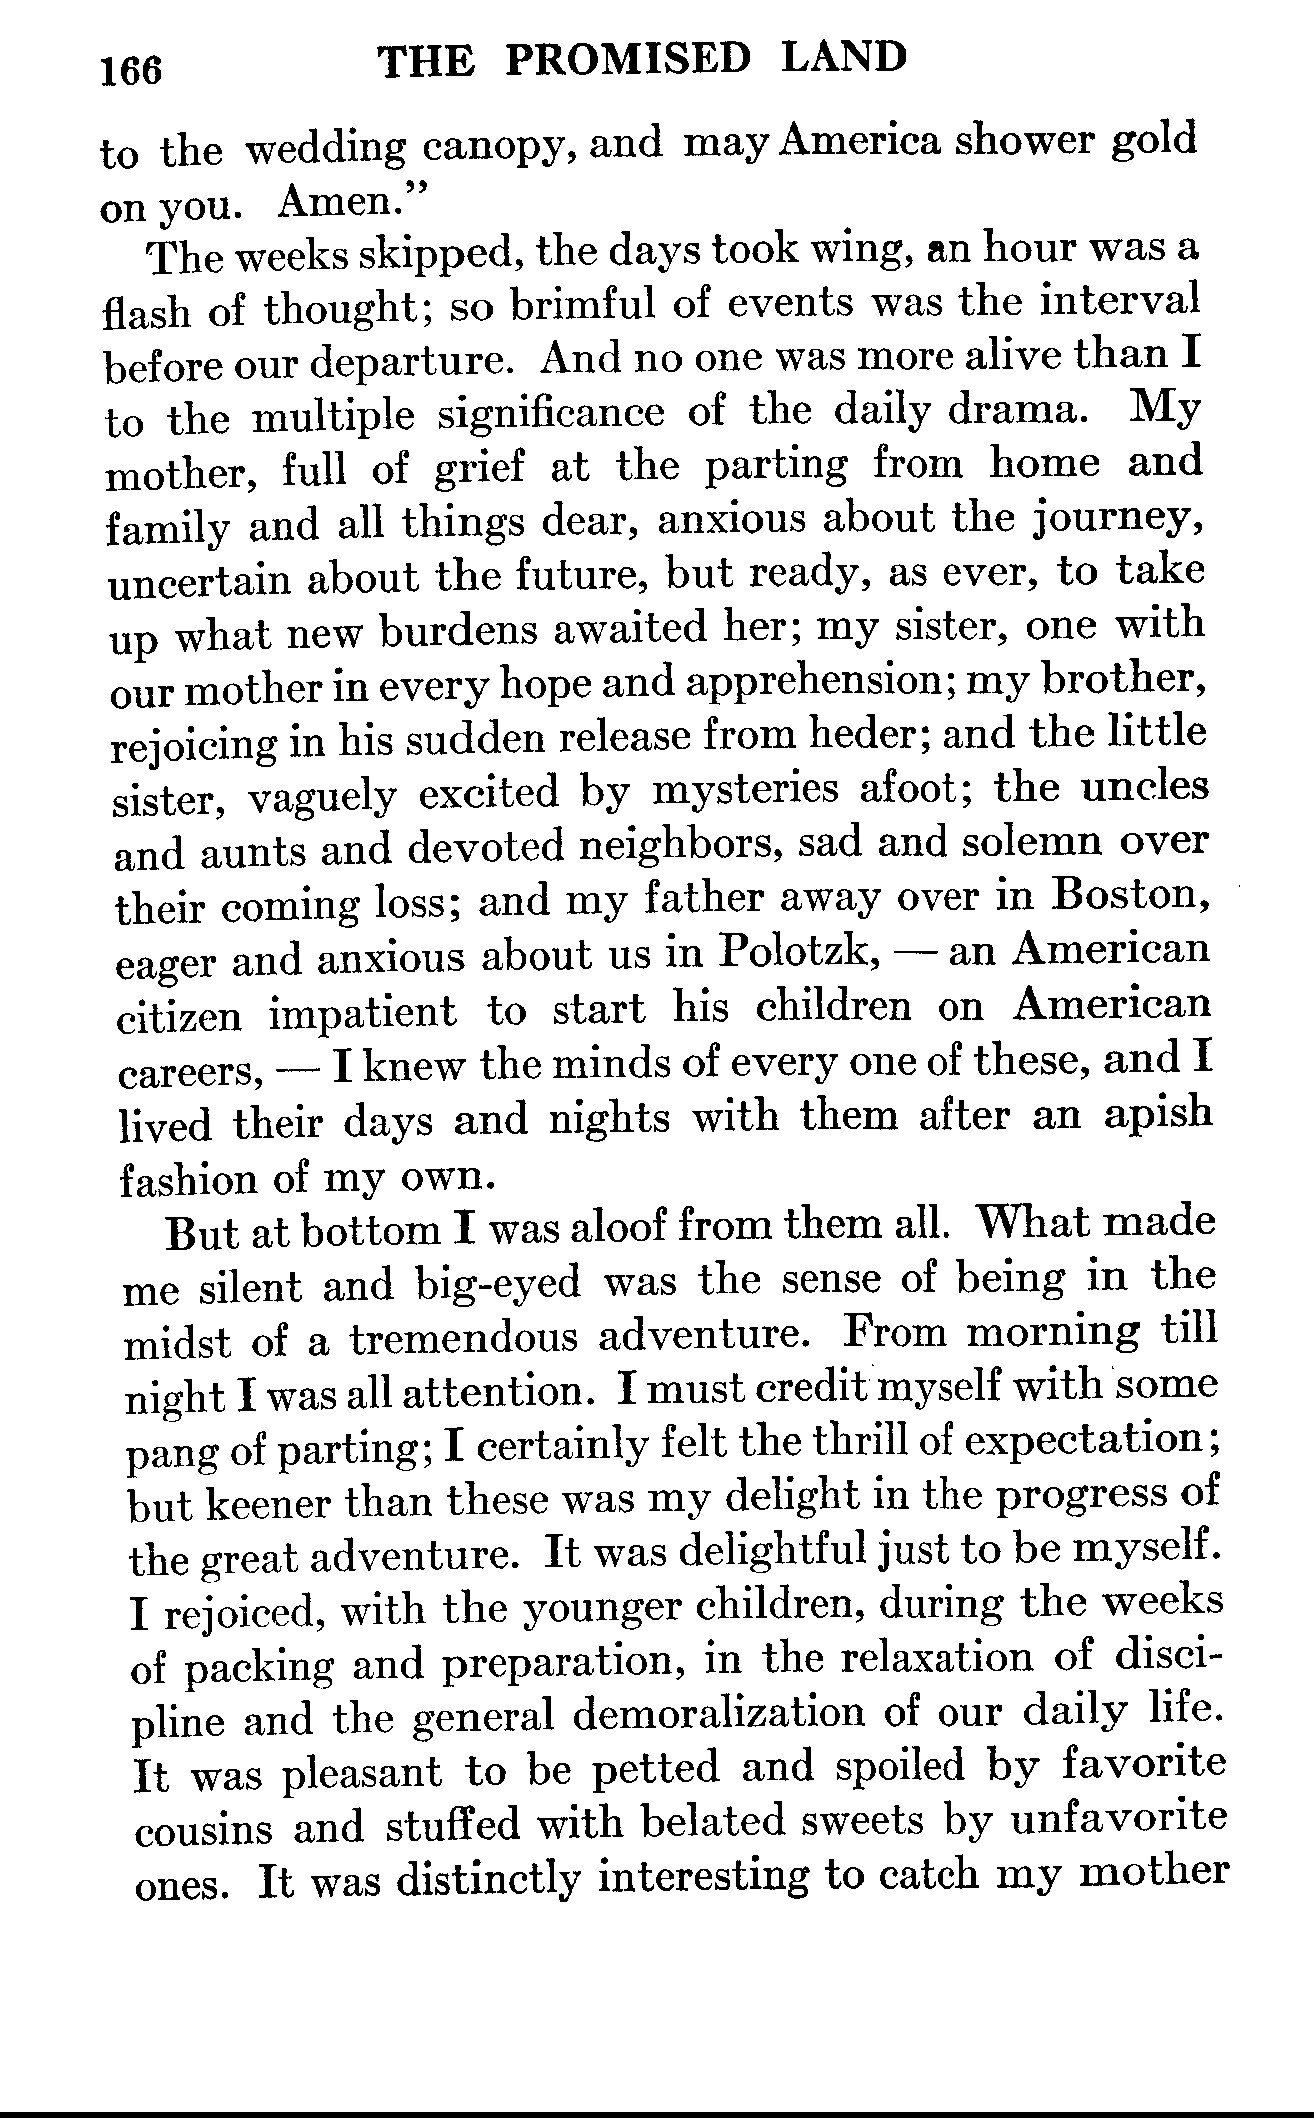 166 THE PROMISED LAND
to the wedding canopy, and may America shower gold
on you. Amen.”
The weeks skipped, the days took wing, an hour was a
flash of thought; so brimful of events was the interval
before our departure. And no one was more alive than I
to the multiple significance of the daily drama. My
mother, full of grief at the parting from home and
family and all things dear, anxious about the journey,
uncertain about the future, but ready, as ever, to take
up what new burdens awaited her; my sister, one with
our mother in every hope and apprehension; my brother,
rejoicing in his sudden release from heder; and the little
sister, vaguely excited by mysteries afoot; the uncles
and aunts and devoted neighbors, sad and solemn over
their coming loss; and my father away over in Boston,
eager and anxious about us in Polotzk, — an American
citizen impatient to start his children on American
careers, — I knew the minds of every one of these, and I
lived their days and nights with them after an apish
fashion of my own.
But at bottom I was aloof from them all. What made
me silent and big-eyed was the sense of being in the
midst of a tremendous adventure. From morning till
night I was all attention. I must credit myself with some
pang of parting; I certainly felt the thrill of expectation;
but keener than these was my delight in the progress of
the great adventure. It was delightful just to be myself.
I rejoiced, with the younger children, during the weeks
of packing and preparation, in the relaxation of disci-
pline and the general demoralization of our daily life.
It was pleasant to be petted and spoiled by favorite
cousins and stuffed with belated sweets by unfavorite
ones. It was distinctly interesting to catch my mother